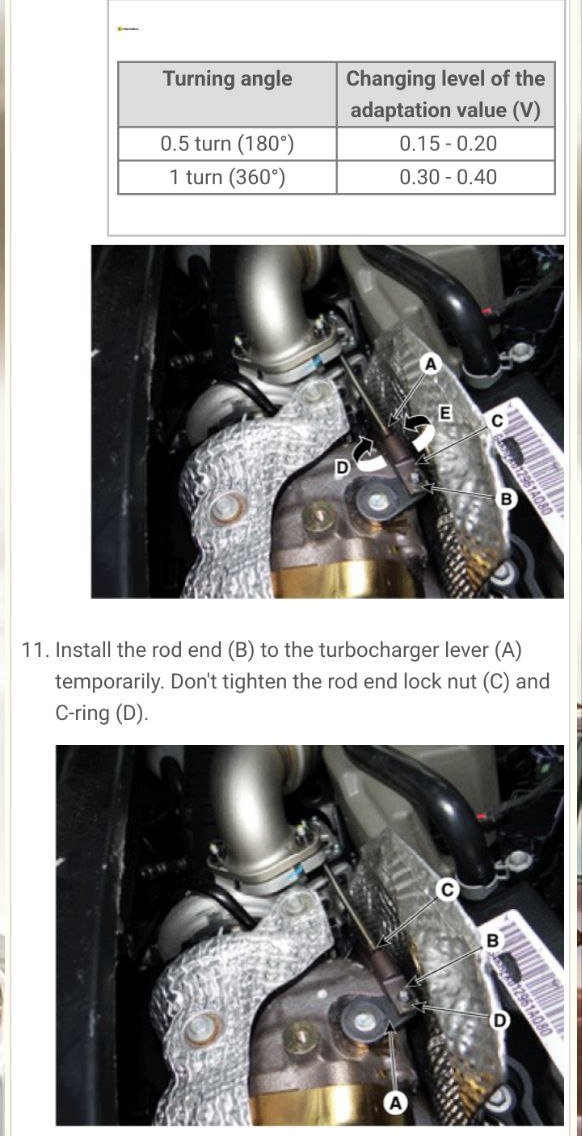 Turning angle
Changing level of the
adaptation value (V)
0.5 turn (180°)
0.15 - 0.20
1 turn (360°)
0.30 - 0.40
A
E
C
D
B
11. Install the rod end (B) to the turbocharger lever (A)
temporarily. Don't tighten the rod end lock nut (C) and
C-ring (D).
C
B
D
A